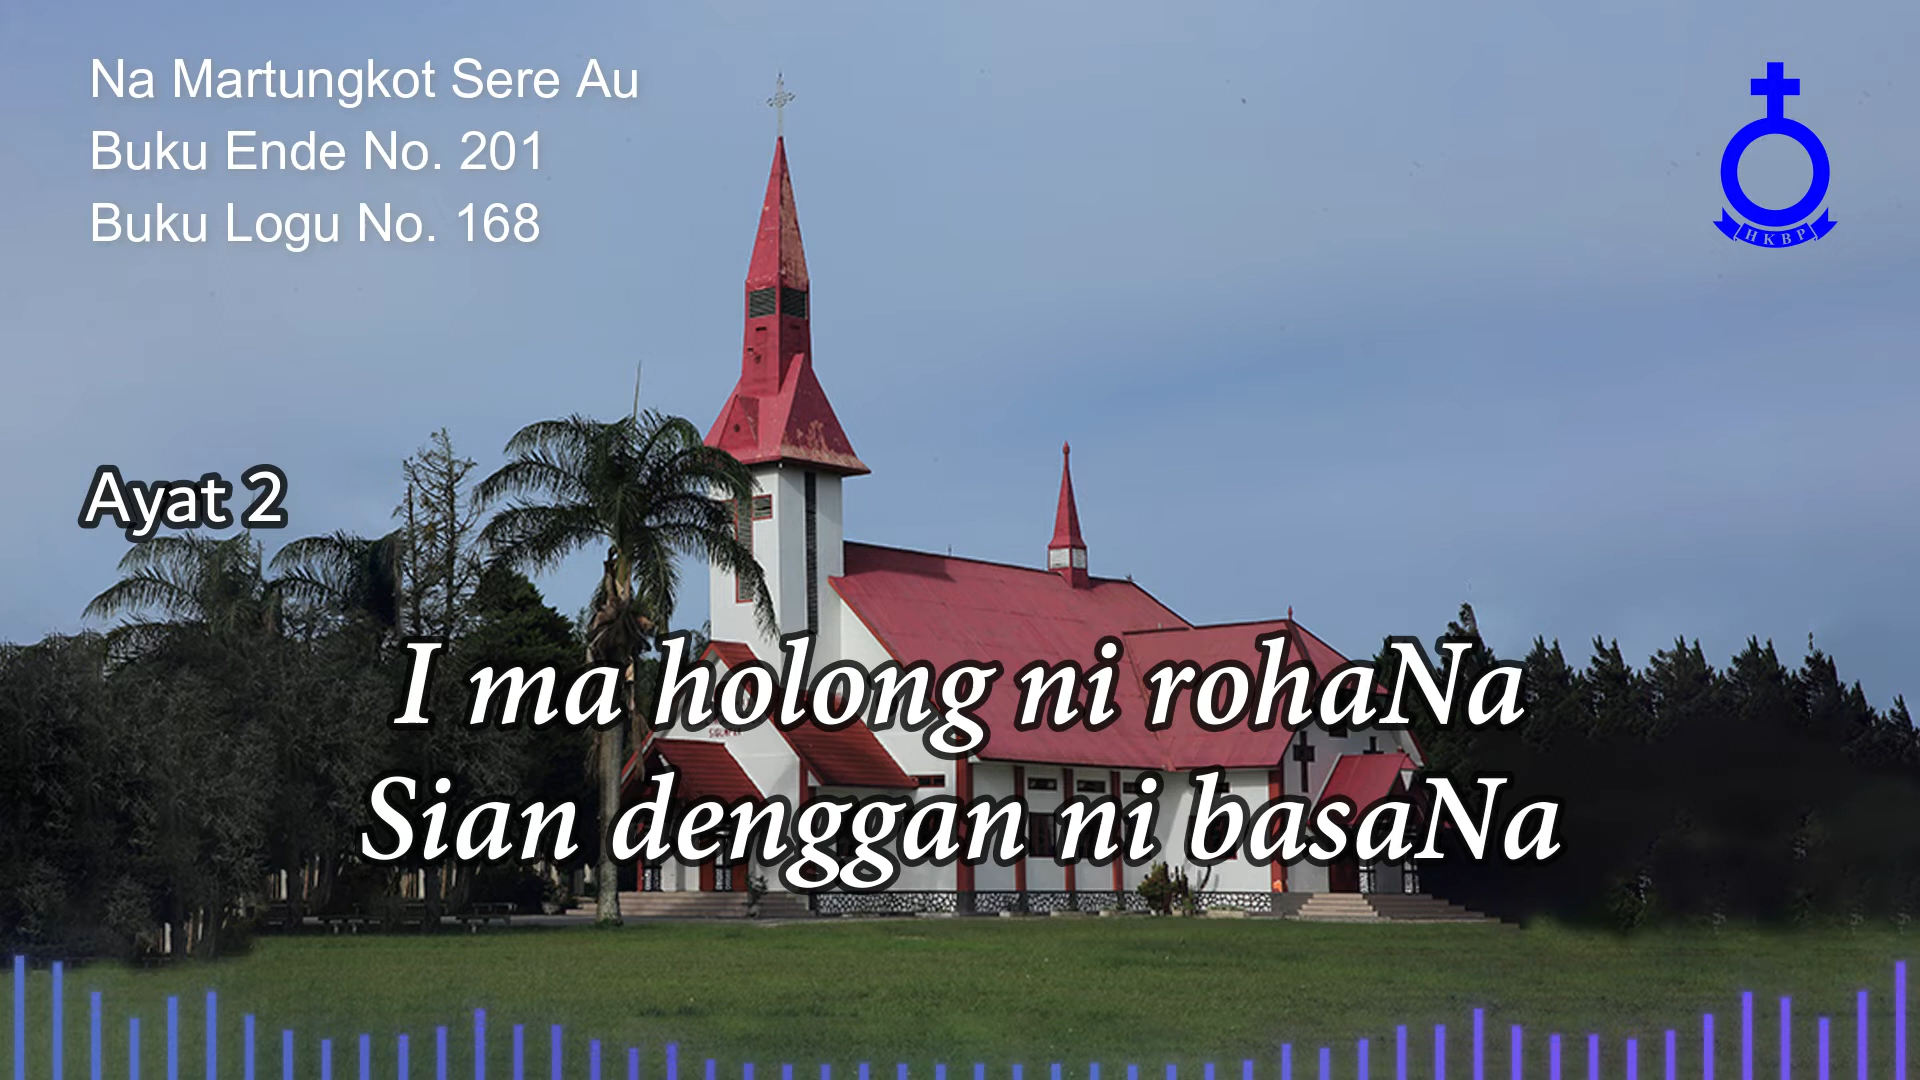 Na Martungkot Sere Au
Buku Ende No. 201
Buku Logu No. 168
HKBP
Ayat 2
I ma holong ni rohaNa
Sian denggan ni basaNa